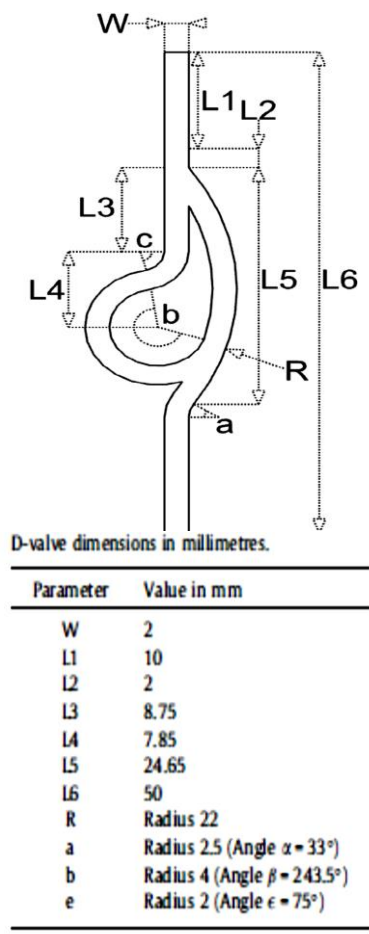 W
L1
L2
L3
c
L4
b
L5
L6
R
a
D-valve dimensions in millimetres.
Parameter Value in mm
W 2
L1 10
L2 2
L3 8.75
L4 7.85
L5 24.65
L6 50
R Radius 22
a Radius 2.5 (Angle α = 33°)
b Radius 4 (Angle β = 243.5°)
e Radius 2 (Angle ϵ = 75°)